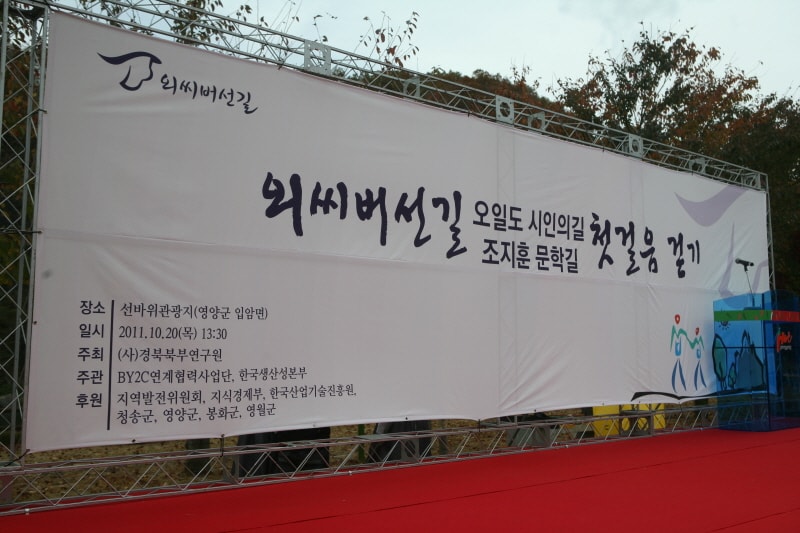 외씨버선길
외씨버선길 오일도 시인의길 첫걸음 걷기
조지훈 문학길
장소 선바위관광지(영양군 입암면)
일시 2011.10.20(목) 13:30
주최 (사)경북북부연구원
주관 BY2C연계협력사업단, 한국생산성본부
후원 지역발전위원회, 지식경제부, 한국산업기술진흥원,
청송군, 영양군, 봉화군, 영월군